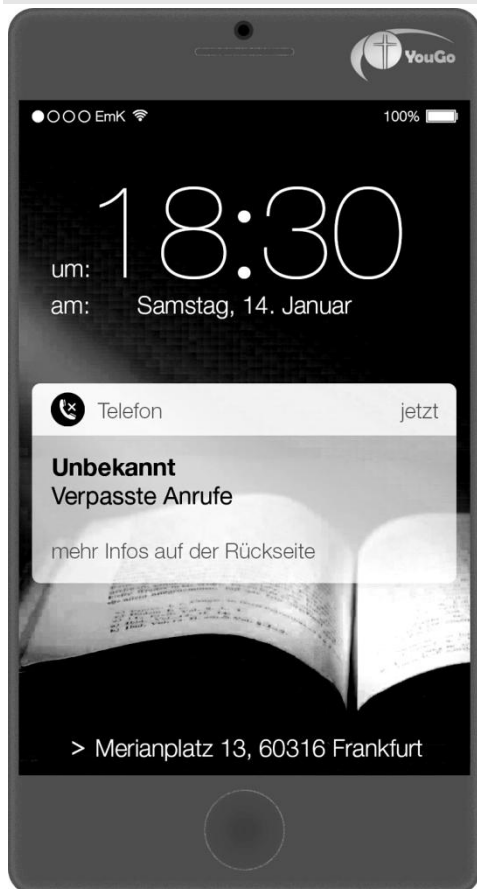 YouGo
EmK
100%
um: 18:30
am: Samstag, 14. Januar
Telefon jetzt
Unbekannt
Verpasste Anrufe
mehr Infos auf der Rückseite
> Merianplatz 13, 60316 Frankfurt